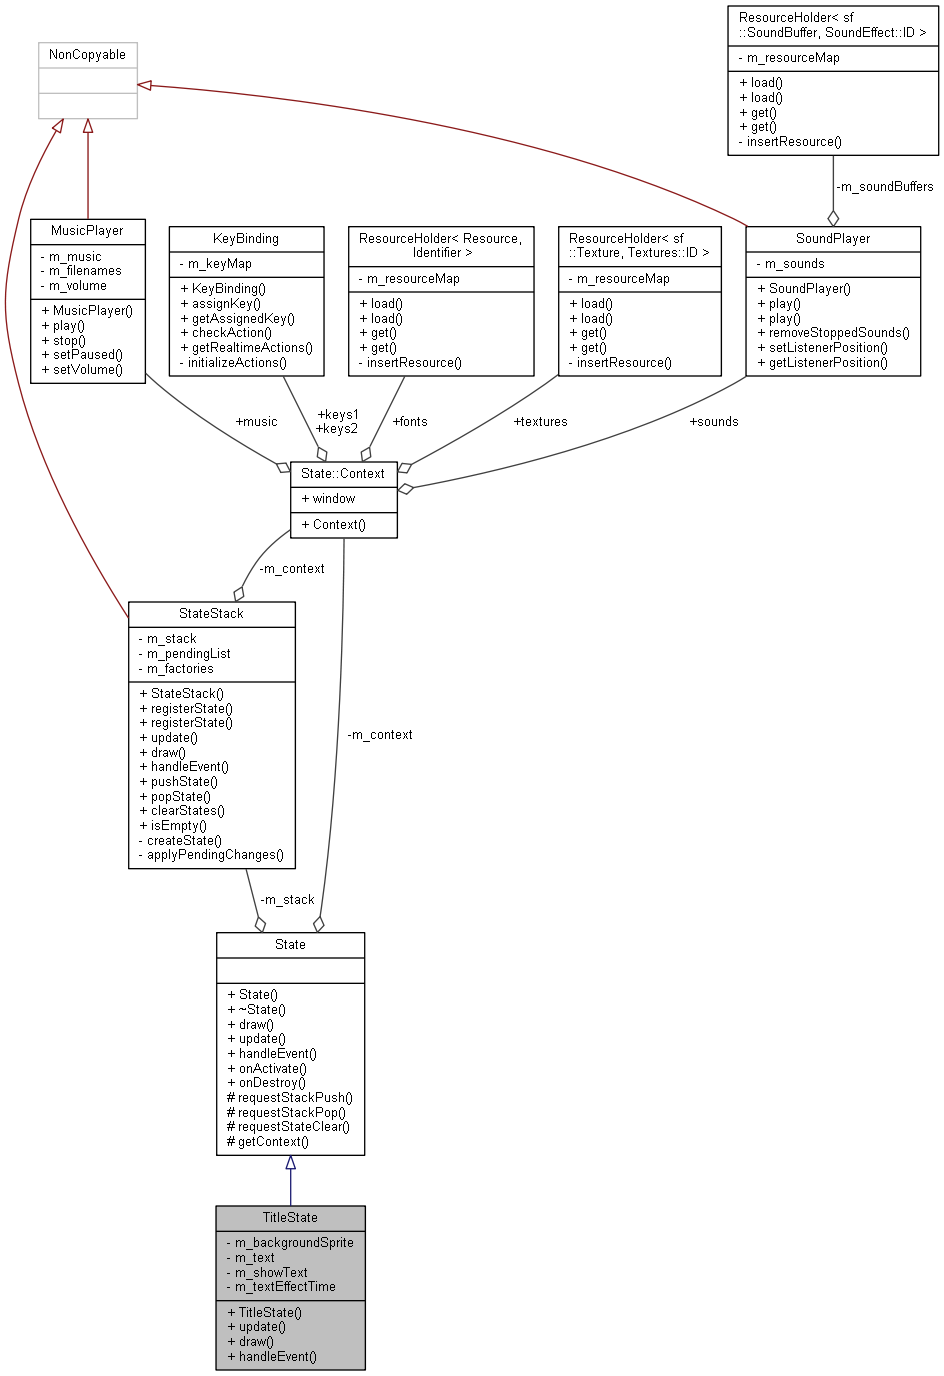 ResourceHolder< sf
::SoundBuffer, SoundEffect::ID >
- m_resourceMap
+ load()
+ load()
+ get()
+ get()
- insertResource()
NonCopyable
-m_soundBuffers
MusicPlayer
- m_music
- m_filenames
- m_volume
+ MusicPlayer()
+ play()
+ stop()
+ setPaused()
+ setVolume()
KeyBinding
- m_keyMap
+ KeyBinding()
+ assignKey()
+ getAssignedKey()
+ checkAction()
+ getRealtimeActions()
- initializeActions()
ResourceHolder< Resource,
Identifier >
- m_resourceMap
+ load()
+ load()
+ get()
+ get()
- insertResource()
ResourceHolder< sf
::Texture, Textures::ID >
- m_resourceMap
+ load()
+ load()
+ get()
+ get()
- insertResource()
SoundPlayer
- m_sounds
+ SoundPlayer()
+ play()
+ play()
+ removeStoppedSounds()
+ setListenerPosition()
+ getListenerPosition()
+music
+keys1
+keys2
+fonts
+textures
+sounds
State::Context
+ window
+ Context()
-m_context
StateStack
- m_stack
- m_pendingList
- m_factories
+ StateStack()
+ registerState()
+ registerState()
+ update()
+ draw()
+ handleEvent()
+ pushState()
+ popState()
+ clearStates()
+ isEmpty()
- createState()
- applyPendingChanges()
-m_context
-m_stack
State
+ State()
+ ~State()
+ draw()
+ update()
+ handleEvent()
+ onActivate()
+ onDestroy()
# requestStackPush()
# requestStackPop()
# requestStateClear()
# getContext()
TitleState
- m_backgroundSprite
- m_text
- m_showText
- m_textEffectTime
+ TitleState()
+ update()
+ draw()
+ handleEvent()